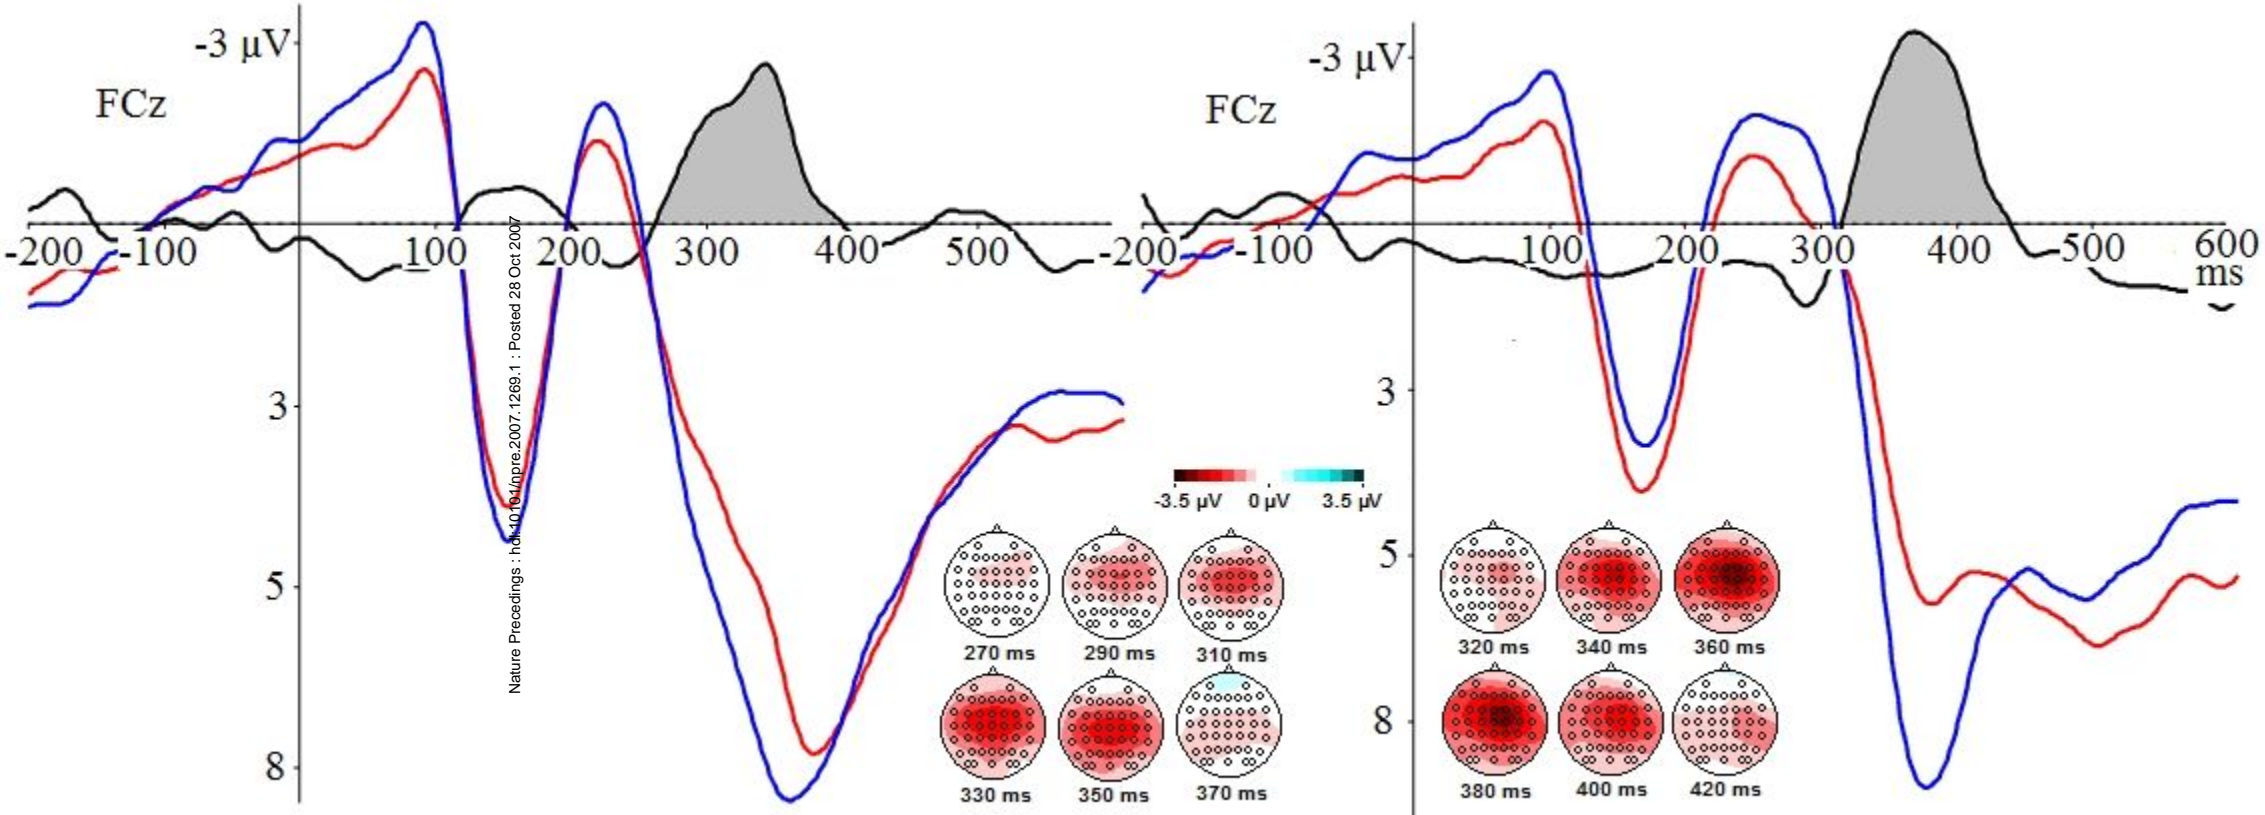 -3 µV
FCz
-200 -100 100 200 300 400 500
3
5
8
Nature Precedings : hdl:10101/npre.2007.1269.1 : Posted 28 Oct 2007
-3.5 µV 0 µV 3.5 µV
270 ms 290 ms 310 ms
330 ms 350 ms 370 ms
-3 µV
FCz
-200 -100 100 200 300 400 500 600
ms
3
5
8
320 ms 340 ms 360 ms
380 ms 400 ms 420 ms